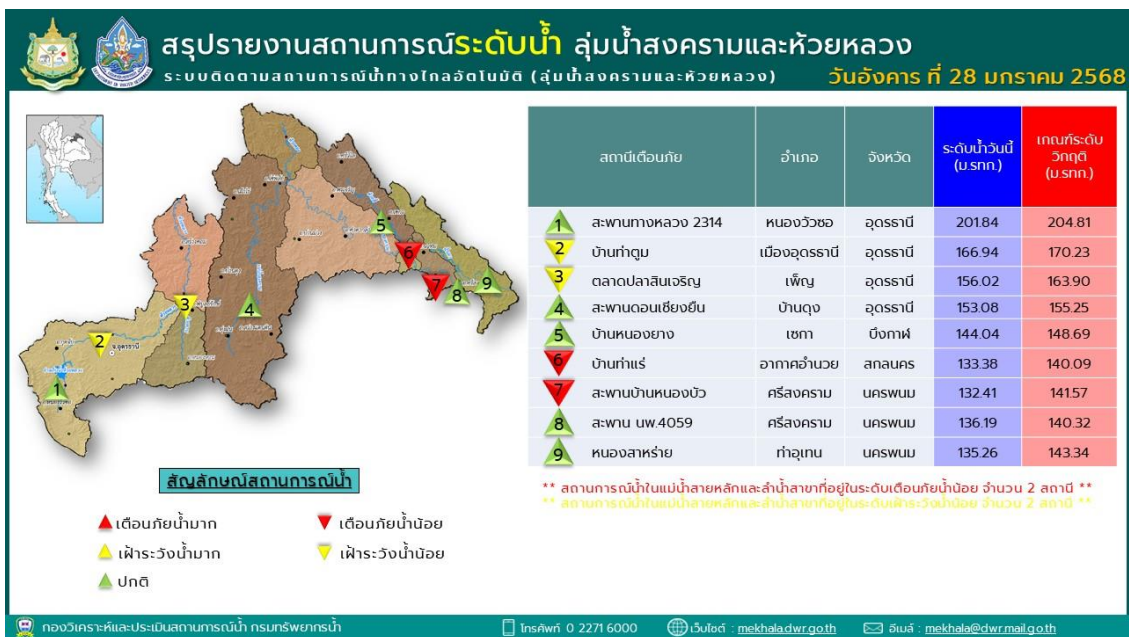 สรุปรายงานสถานการณ์ระดับน้ำ ลุ่มน้ำสงครามและห้วยหลวง
ระบบติดตามสถานการณ์น้ำทางไกลอัตโนมัติ (ลุ่มน้ำสงครามและห้วยหลวง) วันอังคาร ที่ 28 มกราคม 2568
สถานีเตือนภัย อำเภอ จังหวัด ระดับน้ำวันนี้ (ม.รทก.) เกณฑ์ระดับวิกฤติ (ม.รทก.)
1 สะพานทางหลวง 2314 หนองวัวซอ อุดรธานี 201.84 204.81
2 บ้านท่าตูม เมืองอุดรธานี อุดรธานี 166.94 170.23
3 ตลาดปลาสินเจริญ เพ็ญ อุดรธานี 156.02 163.90
4 สะพานดอนเชียงยืน บ้านดุง อุดรธานี 153.08 155.25
5 บ้านหนองยาง เซกา บึงกาฬ 144.04 148.69
6 บ้านท่าแร่ อากาศอำนวย สกลนคร 133.38 140.09
7 สะพานบ้านหนองบัว ศรีสงคราม นครพนม 132.41 141.57
8 สะพาน นพ.4059 ศรีสงคราม นครพนม 136.19 140.32
9 หนองสาหร่าย ท่าอุเทน นครพนม 135.26 143.34
** สถานการณ์น้ำในแม่น้ำสายหลักและลำน้ำสาขาที่อยู่ในระดับเตือนภัยน้ำน้อย จำนวน 2 สถานี **
** สถานการณ์น้ำในแม่น้ำสายหลักและลำน้ำสาขาที่อยู่ในระดับเฝ้าระวังน้ำน้อย จำนวน 2 สถานี **
1
2
3
4
5
6
7
8
9
จ.อุดรธานี
สัญลักษณ์สถานการณ์น้ำ
เตือนภัยน้ำมาก เตือนภัยน้ำน้อย
เฝ้าระวังน้ำมาก เฝ้าระวังน้ำน้อย
ปกติ
กองวิเคราะห์และประเมินสถานการณ์น้ำ กรมทรัพยากรน้ำ โทรศัพท์ 0 2271 6000 เว็บไซต์ : mekhala.dwr.go.th อีเมล์ : mekhala@dwr.mail.go.th